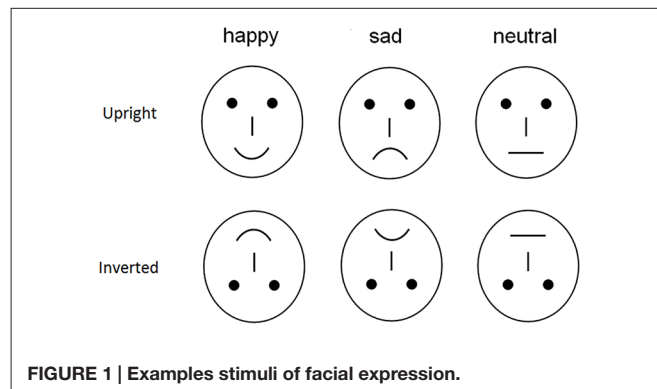 happy sad neutral
Upright
Inverted
FIGURE 1 | Examples stimuli of facial expression.